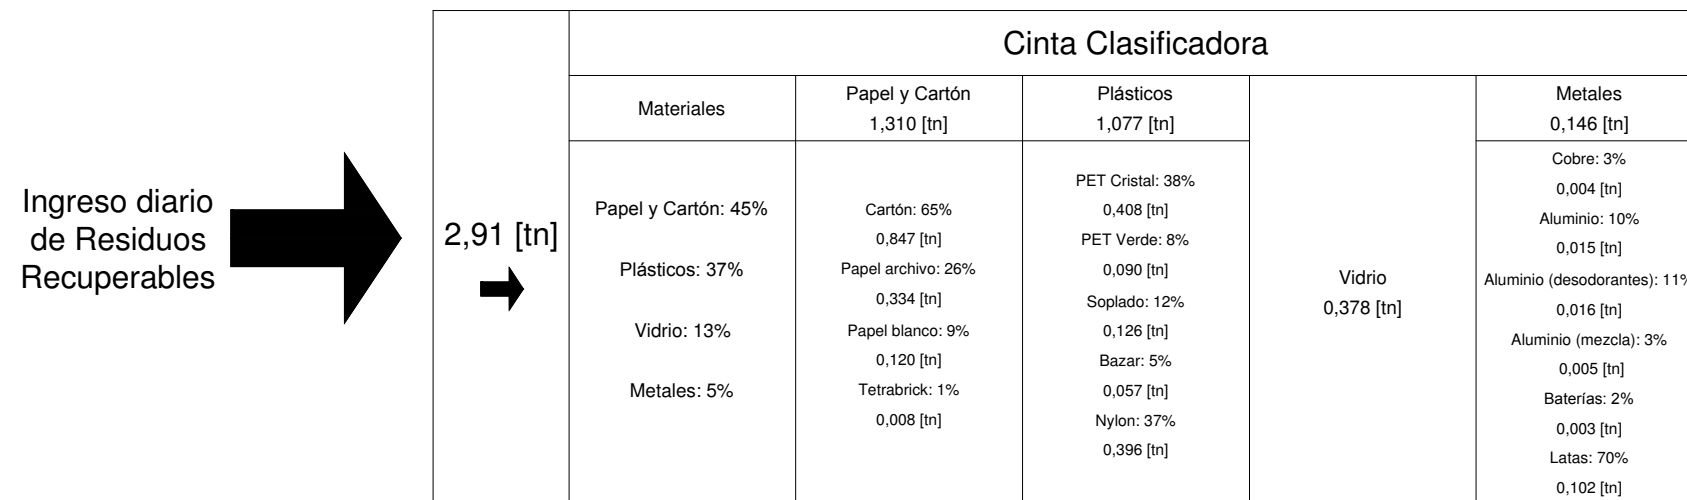 Ingreso diario
de Residuos
Recuperables
2,91 [tn]
Cinta Clasificadora
Materiales
Papel y Cartón: 45%
Plásticos: 37%
Vidrio: 13%
Metales: 5%
Papel y Cartón
1,310 [tn]
Cartón: 65%
0,847 [tn]
Papel archivo: 26%
0,334 [tn]
Papel blanco: 9%
0,120 [tn]
Tetrabrick: 1%
0,008 [tn]
Plásticos
1,077 [tn]
PET Cristal: 38%
0,408 [tn]
PET Verde: 8%
0,090 [tn]
Soplado: 12%
0,126 [tn]
Bazar: 5%
0,057 [tn]
Nylon: 37%
0,396 [tn]
Vidrio
0,378 [tn]
Metales
0,146 [tn]
Cobre: 3%
0,004 [tn]
Aluminio: 10%
0,015 [tn]
Aluminio (desodorantes): 11%
0,016 [tn]
Aluminio (mezcla): 3%
0,005 [tn]
Baterías: 2%
0,003 [tn]
Latas: 70%
0,102 [tn]